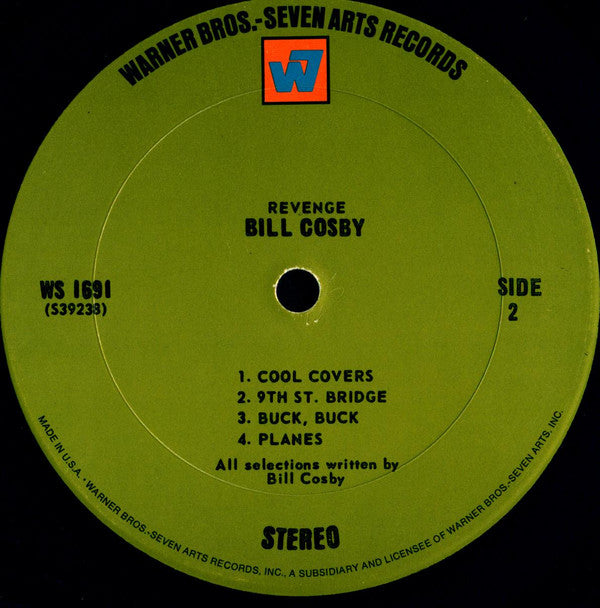 WARNER BROS.-SEVEN ARTS RECORDS
W7
REVENGE
BILL COSBY
WS 1691
(S39238)
SIDE
2
1. COOL COVERS
2. 9TH ST. BRIDGE
3. BUCK, BUCK
4. PLANES
All selections written by
Bill Cosby
STEREO
MADE IN U.S.A. • WARNER BROS.-SEVEN ARTS RECORDS, INC., A SUBSIDIARY AND LICENSEE OF WARNER BROS.-SEVEN ARTS, INC.